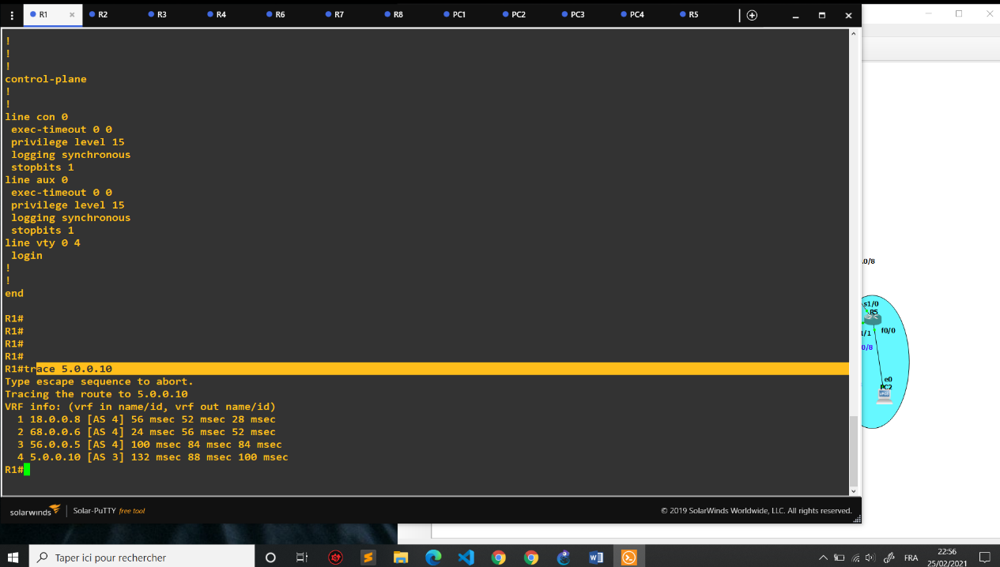 R1 × R2 R3 R4 R6 R7 R8 PC1 PC2 PC3 PC4 R5
!
!
!
control-plane
!
!
line con 0
exec-timeout 0 0
privilege level 15
logging synchronous
stopbits 1
line aux 0
exec-timeout 0 0
privilege level 15
logging synchronous
stopbits 1
line vty 0 4
login
!
!
end
R1#
R1#
R1#
R1#
R1#trace 5.0.0.10
Type escape sequence to abort.
Tracing the route to 5.0.0.10
VRF info: (vrf in name/id, vrf out name/id)
1 18.0.0.8 [AS 4] 56 msec 52 msec 28 msec
2 68.0.0.6 [AS 4] 24 msec 56 msec 52 msec
3 56.0.0.5 [AS 4] 100 msec 84 msec 84 msec
4 5.0.0.10 [AS 3] 132 msec 88 msec 100 msec
R1#
solarwinds Solar-PuTTY free tool
© 2019 SolarWinds Worldwide, LLC. All rights reserved.
.0/8
s1/0
R5
/1
f0/0
0/8
e0
PC2
Taper ici pour rechercher
FRA
22:56
25/02/2021